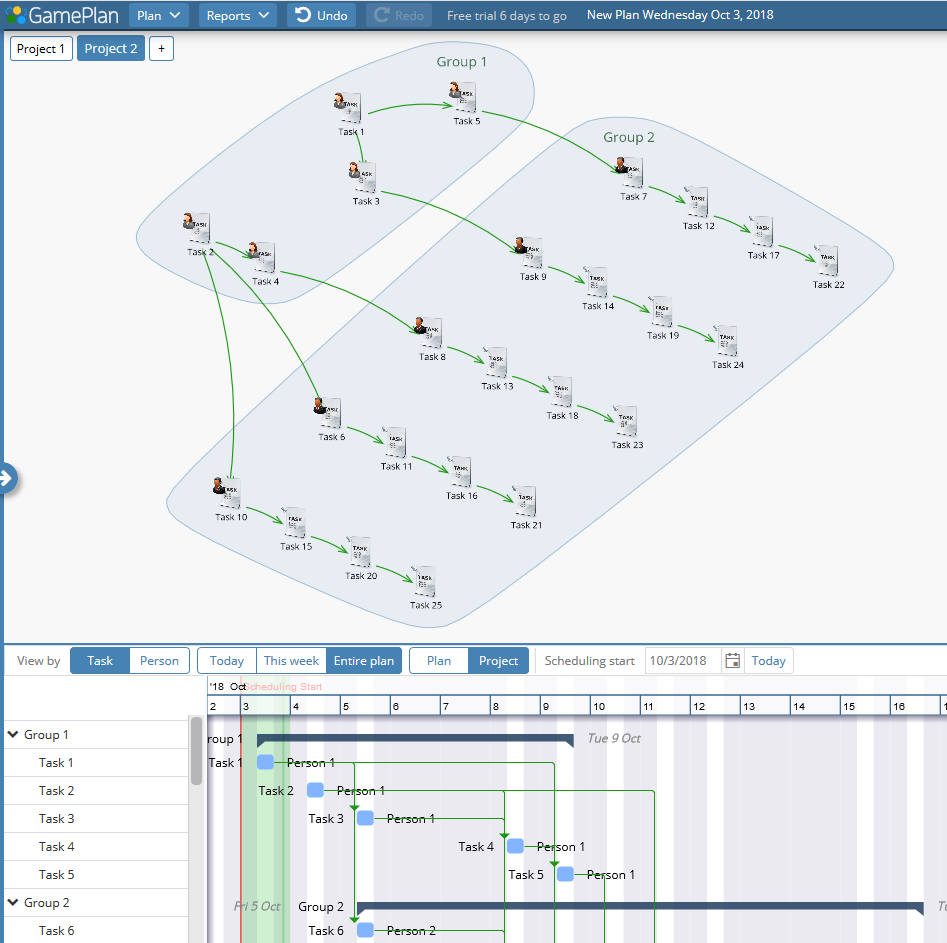 GamePlan Plan Reports Undo Redo Free trial 6 days to go New Plan Wednesday Oct 3, 2018
Project 1 Project 2 +
Group 1
Task 1
Task 5
Task 3
Task 2
Task 4
Group 2
Task 7
Task 12
Task 17
Task 22
Task 9
Task 14
Task 19
Task 24
Task 8
Task 13
Task 18
Task 23
Task 6
Task 11
Task 16
Task 21
Task 10
Task 15
Task 20
Task 25
View by Task Person Today This week Entire plan Plan Project Scheduling start 10/3/2018 Today
'18 Oct Scheduling Start
2 3 4 5 6 7 8 9 10 11 12 13 14 15 16
Group 1 roup 1 Tue 9 Oct
Task 1 Task 1 Person 1
Task 2 Task 2 Person 1
Task 3 Task 3 Person 1
Task 4 Task 4 Person 1
Task 5 Task 5 Person 1
Group 2 Fri 5 Oct Group 2
Task 6 Task 6 Person 2